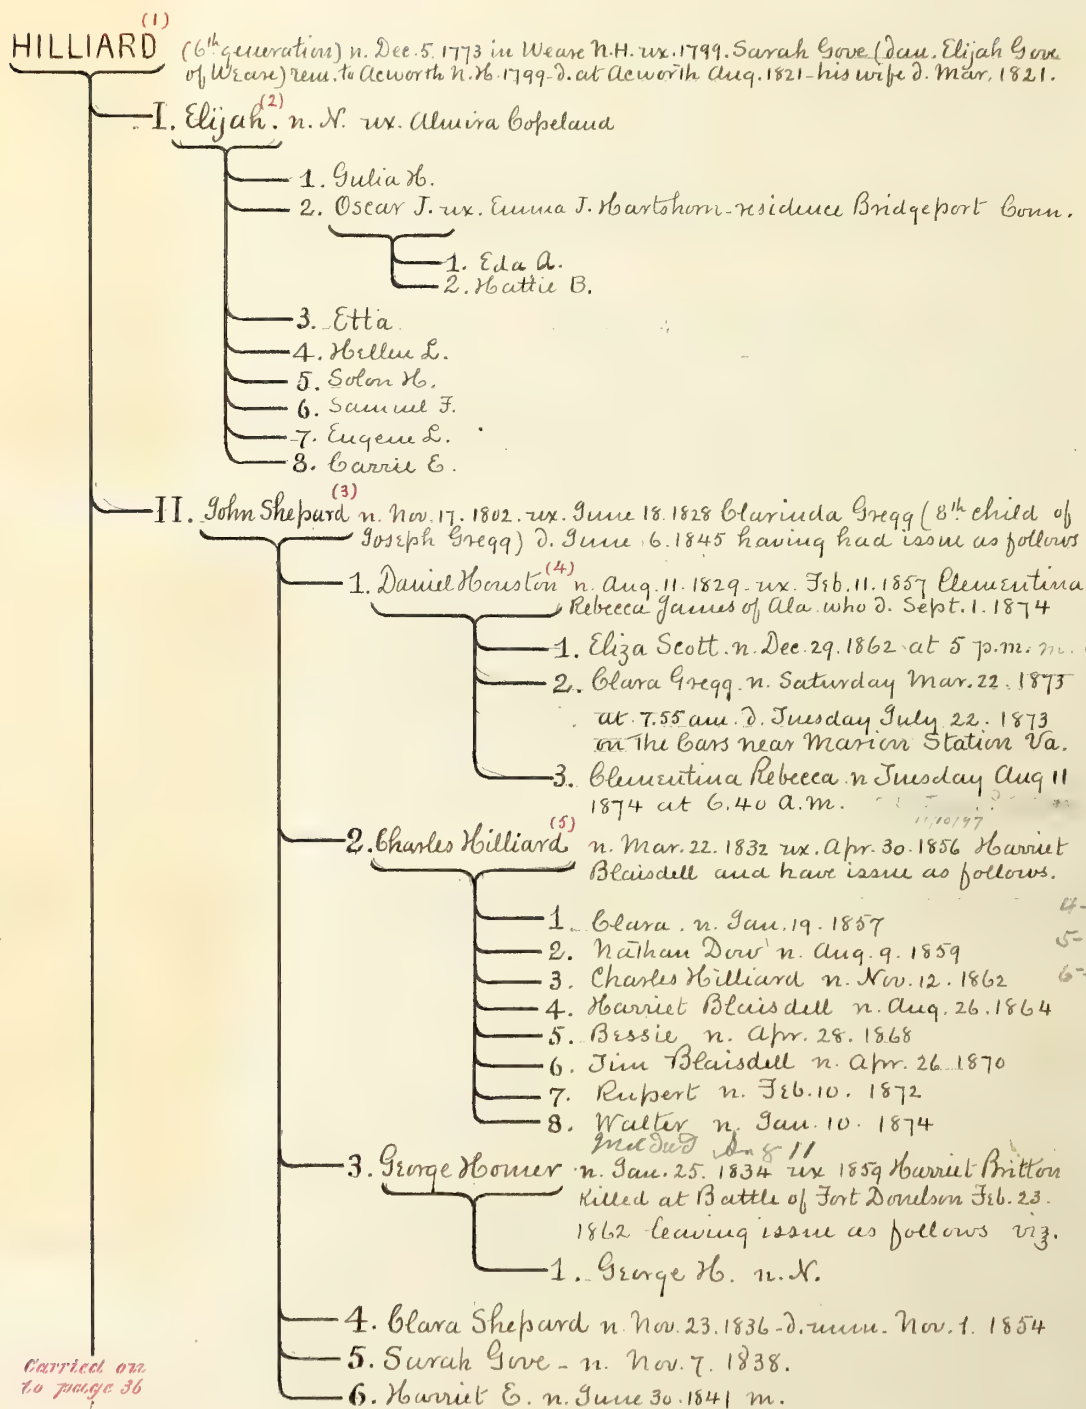 (1)
HILLIARD (6th generation) n. Dec. 5. 1773 in Weare N.H. ux. 1799. Sarah Gove (dau. Elijah Gove
of Weare) rem. to Acworth N.H. 1799 - d. at Acworth Aug. 1821 - his wife d. Mar. 1821.
I. Elijah. (2) n. N. ux. Almira Copeland
1. Julia H.
2. Oscar J. ux. Emma J. Hartshorn - residence Bridgeport Conn.
1. Eda A.
2. Hattie B.
3. Etta
4. Hellen L.
5. Solon H.
6. Samuel F.
7. Eugene L.
8. Carrie E.
II. John Shepard (3) n. Nov. 17. 1802. ux. June 18. 1828 Clarinda Gregg (8th child of
Joseph Gregg) d. June 6. 1845 having had issue as follows
1. Daniel Houston (4) n. Aug. 11. 1829 - ux. Feb. 11. 1857 Clementina
Rebecca James of Ala. who d. Sept. 1. 1874
1. Eliza Scott. n. Dec. 29. 1862 at 5 p.m. m.
2. Clara Gregg. n. Saturday Mar. 22. 1873
at 7.55 am. d. Tuesday July 22. 1873
on the Cars near Marion Station Va.
3. Clementina Rebecca. n Tuesday Aug 11
1874 at 6.40 A.M.
11/10/97
2. Charles Hilliard (5) n. Mar. 22. 1832 ux. Apr. 30. 1856 Harriet
Blaisdell and have issue as follows.
1. Clara. n. Jan. 19. 1857
4-
2. Nathan Dow n. Aug. 9. 1859
5-
3. Charles Hilliard n. Nov. 12. 1862
6-
4. Harriet Blaisdell n. Aug. 26. 1864
5. Bessie n. Apr. 28. 1868
6. Jim Blaisdell n. Apr. 26 1870
7. Rupert n. Feb. 10. 1872
8. Walter n. Jan. 10. 1874
3. George Homer n. Jan. 25. 1834 ux 1859 Harriet Britton
Killed at Battle of Fort Donelson Feb. 23.
1862 leaving issue as follows viz.
1. George H. n. N.
4. Clara Shepard n. Nov. 23. 1836 - d. unm. Nov. 1. 1854
5. Sarah Gove - n. Nov. 7. 1838.
6. Harriet E. n. June 30. 1841 m.
Carried on
to page 36